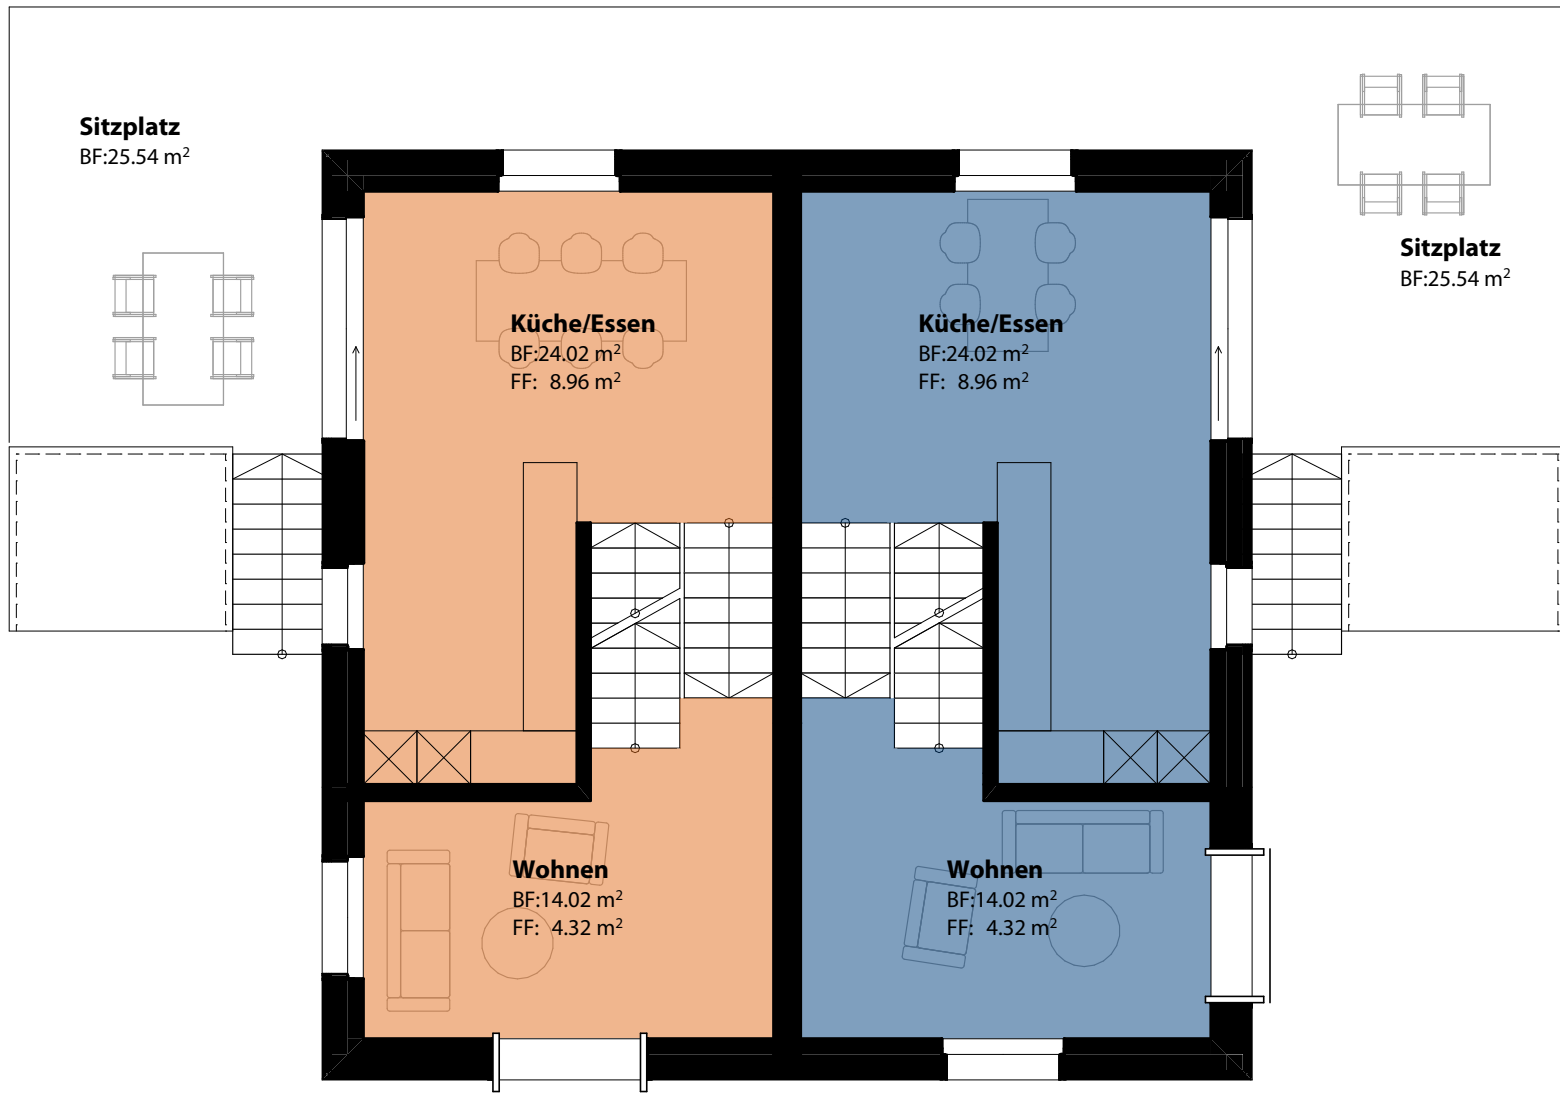 Sitzplatz
BF:25.54 m²
Sitzplatz
BF:25.54 m²
Küche/Essen
BF:24.02 m²
FF: 8.96 m²
Küche/Essen
BF:24.02 m²
FF: 8.96 m²
Wohnen
BF:14.02 m²
FF: 4.32 m²
Wohnen
BF:14.02 m²
FF: 4.32 m²